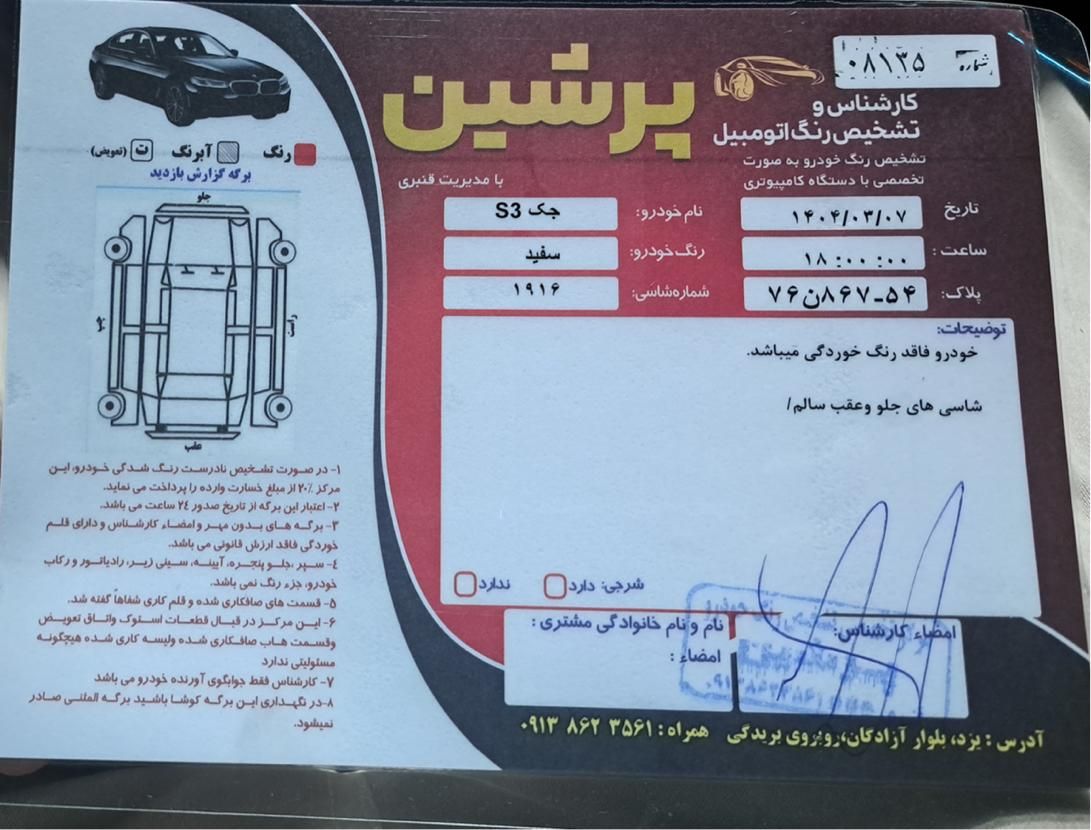 شماره ۰۸۱۳۵
پرشین
کارشناس و
تشخیص رنگ اتومبیل
تشخیص رنگ خودرو به صورت
تخصصی با دستگاه کامپیوتری
با مدیریت قنبری
تاریخ ۱۴۰۴/۰۳/۰۷
نام خودرو: جک S3
ساعت: ۱۸:۰۰:۰۰
رنگ خودرو: سفید
پلاک: ۷۶ن۸۶۷-۵۴
شماره شاسی: ۱۹۱۶
توضیحات:
خودرو فاقد رنگ خوردگی میباشد.
شاسی های جلو وعقب سالم/
شرجی: دارد ندارد
امضاء کارشناس:
نام و نام خانوادگی مشتری:
امضاء:
آدرس: یزد، بلوار آزادگان،روبروی بریدگی همراه: ۳۵۶۱ ۸۶۲ ۰۹۱۳
رنگ آبرنگ ت (تعویض)
برگه گزارش بازدید
جلو
چپ
راست
عقب
۱- در صورت تشخیص نادرست رنگ شدگی خودرو، این
مرکز ۲۰٪ از مبلغ خسارت وارده را پرداخت می نماید.
۲- اعتبار این برگه از تاریخ صدور ۲۴ ساعت می باشد.
۳- برگه های بدون مهر و امضاء کارشناس و دارای قلم
خوردگی فاقد ارزش قانونی می باشد.
۴- سپر ،جلو پنجره، آیینه، سینی زیر، رادیاتور و رکاب
خودرو، جزء رنگ نمی باشد.
۵- قسمت های صافکاری شده و قلم کاری شفاهاً گفته شد.
۶- این مرکز در قبال قطعات استوک واتاق تعویض
وقسمت هاب صافکاری شده ولیسه کاری شده هیچگونه
مسئولیتی ندارد
۷- کارشناس فقط جوابگوی آورنده خودرو می باشد
۸-در نگهداری این برگه کوشا باشید برگه المثنی صادر
نمیشود.